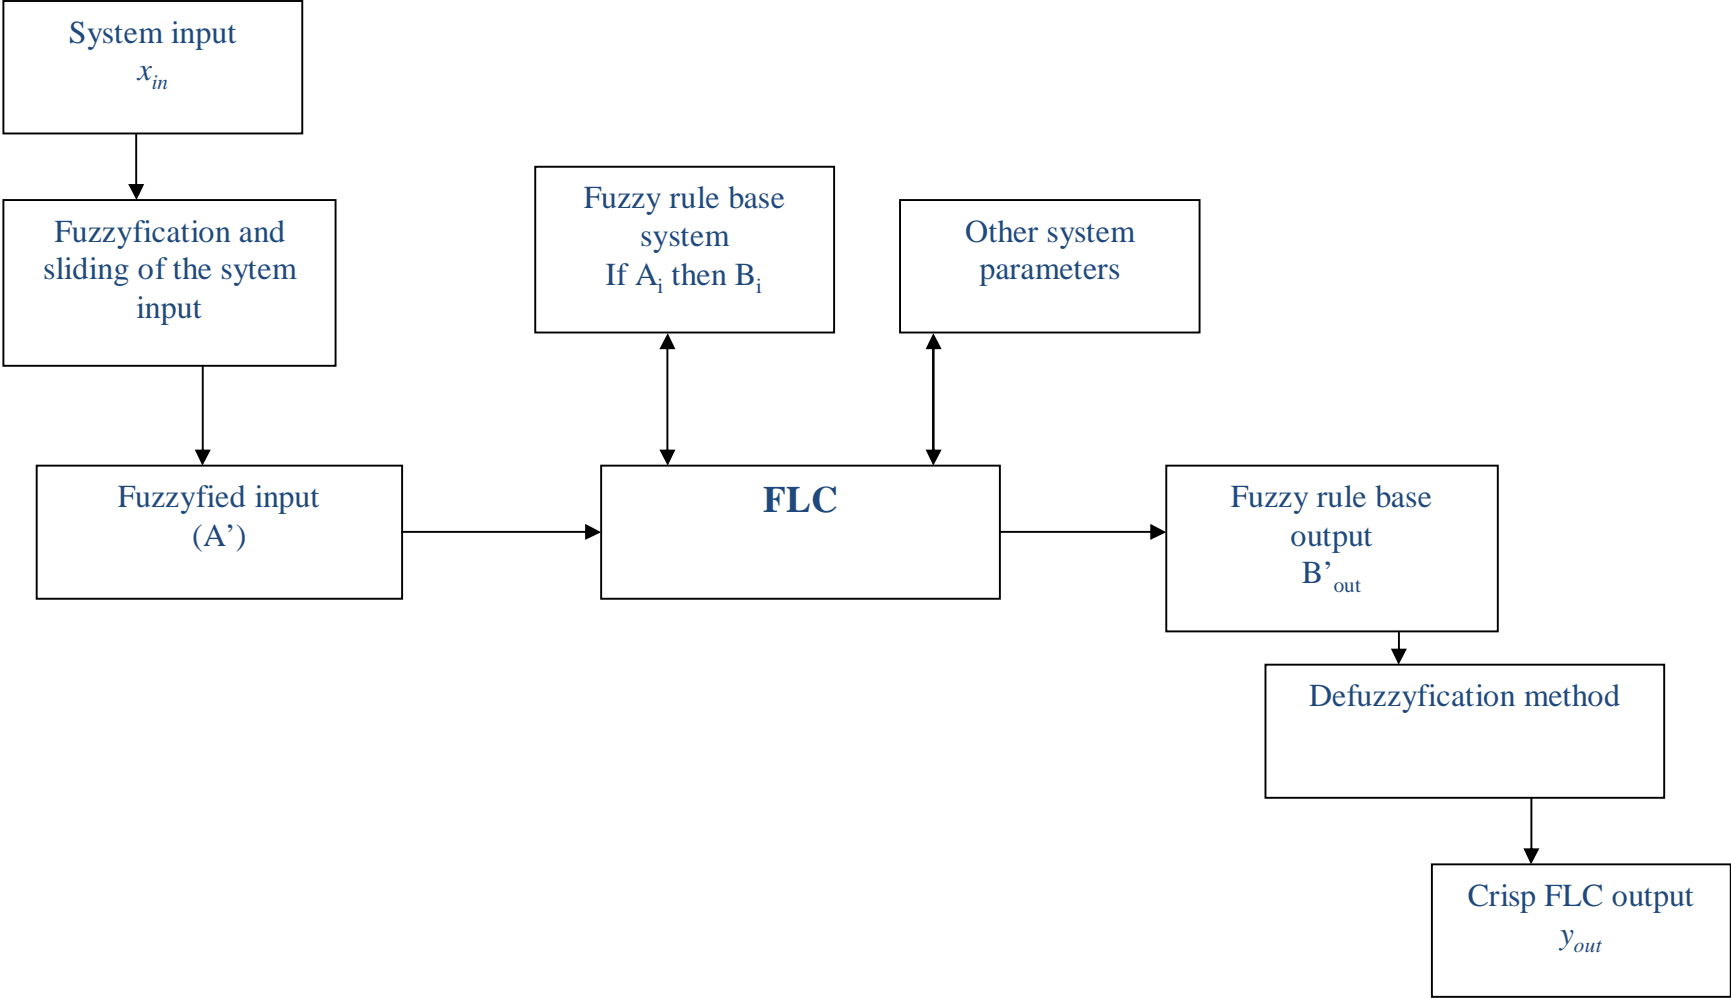 System input
x_in
Fuzzyfication and
sliding of the sytem
input
Fuzzy rule base
system
If A_i then B_i
Other system
parameters
Fuzzyfied input
(A’)
FLC
Fuzzy rule base
output
B’_out
Defuzzyfication method
Crisp FLC output
y_out